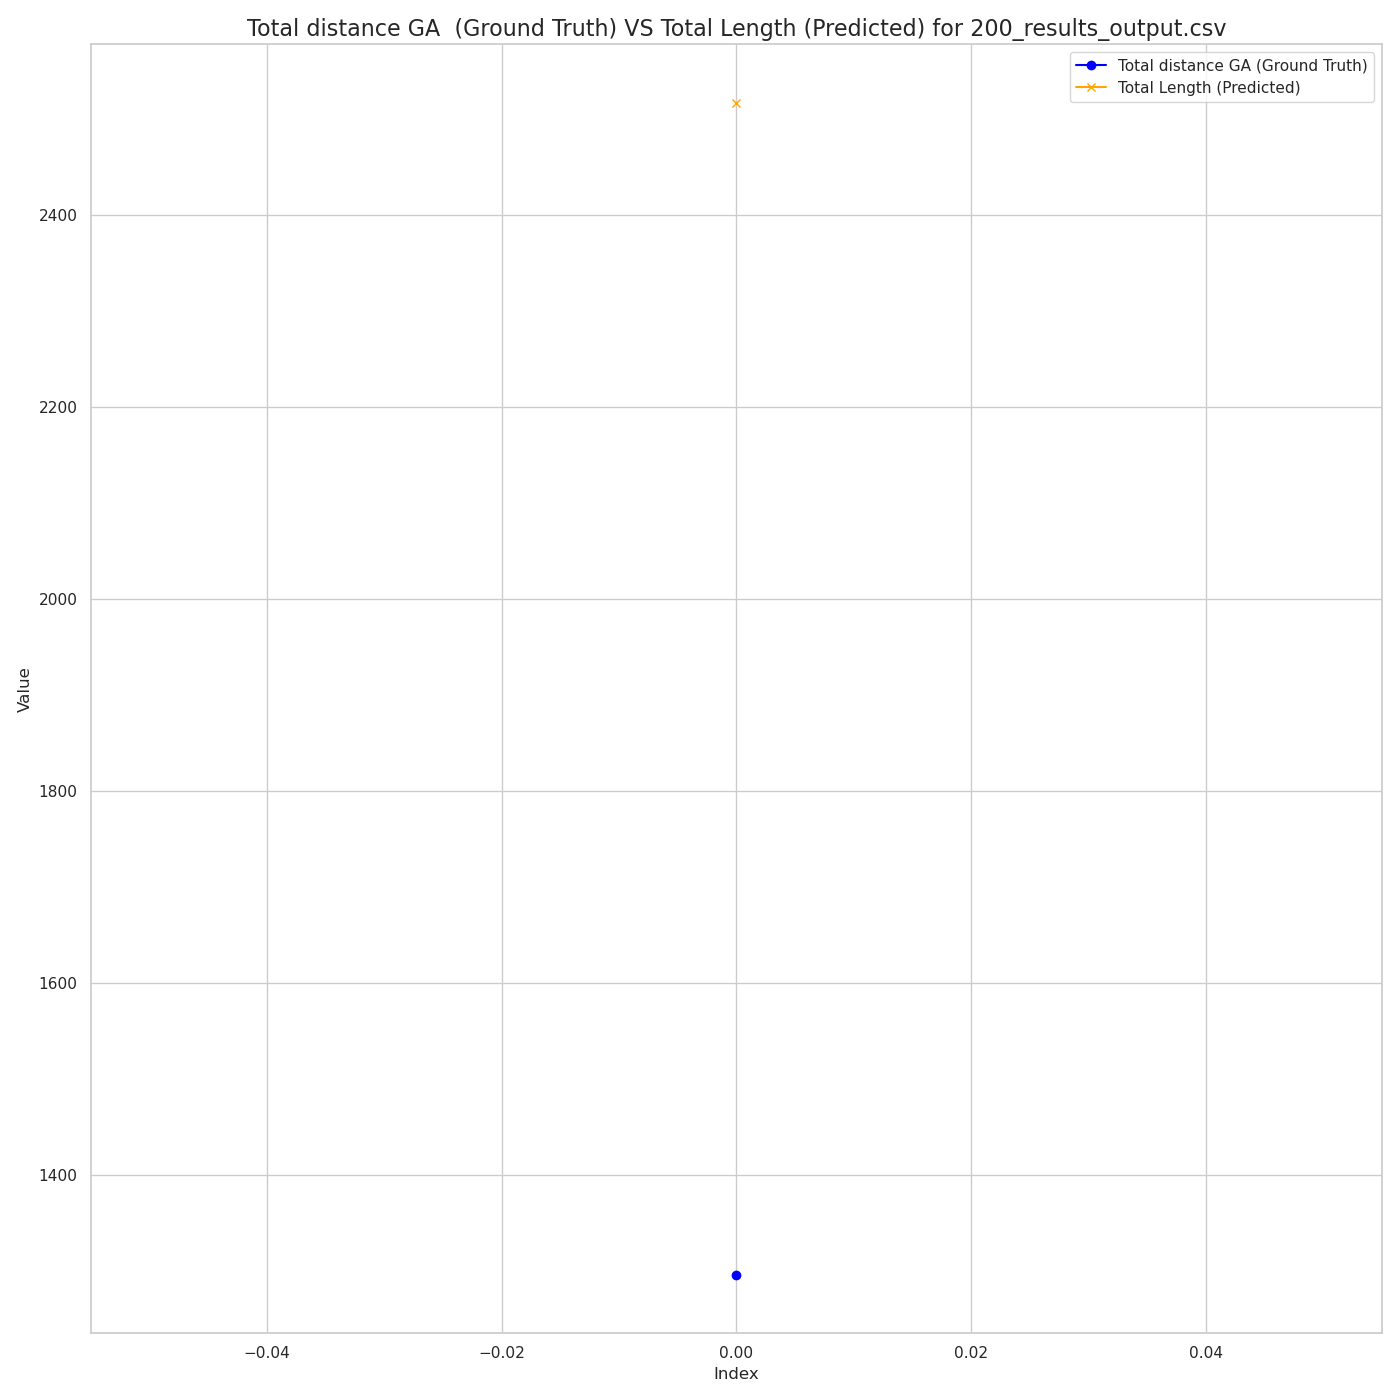 Total distance GA  (Ground Truth) VS Total Length (Predicted) for 200_results_output.csv
Total distance GA (Ground Truth)
Total Length (Predicted)
2400
2200
2000
1800
1600
1400
Value
−0.04
−0.02
0.00
0.02
0.04
Index